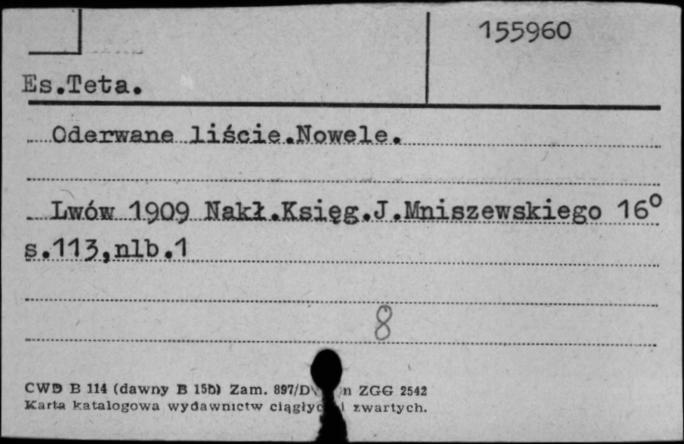 155960
Es.Teta.
Oderwane liście.Nowele.
Lwów 1909 Nakł.Księg.J.Mniszewskiego 16°
s.113,nlb.1
8
CWD B 114 (dawny B 15b) Zam. 897/D n ZGG 2542
Karta katalogowa wydawnictw zwartych.